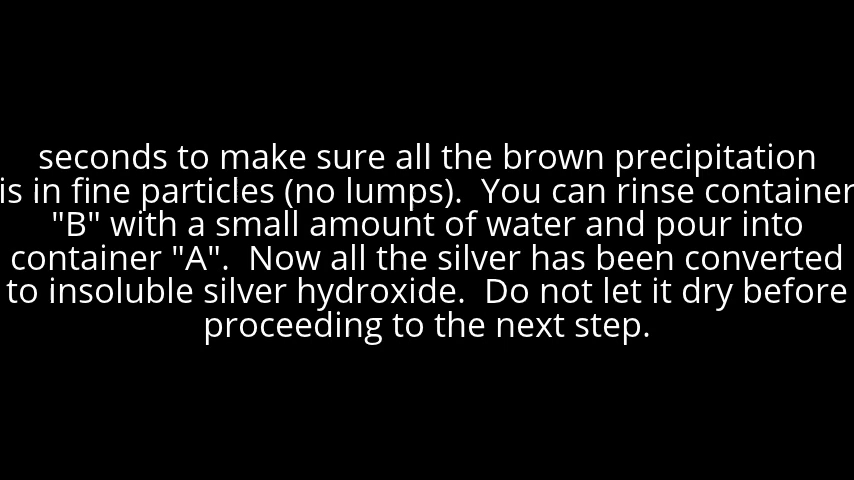 seconds to make sure all the brown precipitation
is in fine particles (no lumps).  You can rinse container
"B" with a small amount of water and pour into
container "A".  Now all the silver has been converted
to insoluble silver hydroxide.  Do not let it dry before
proceeding to the next step.